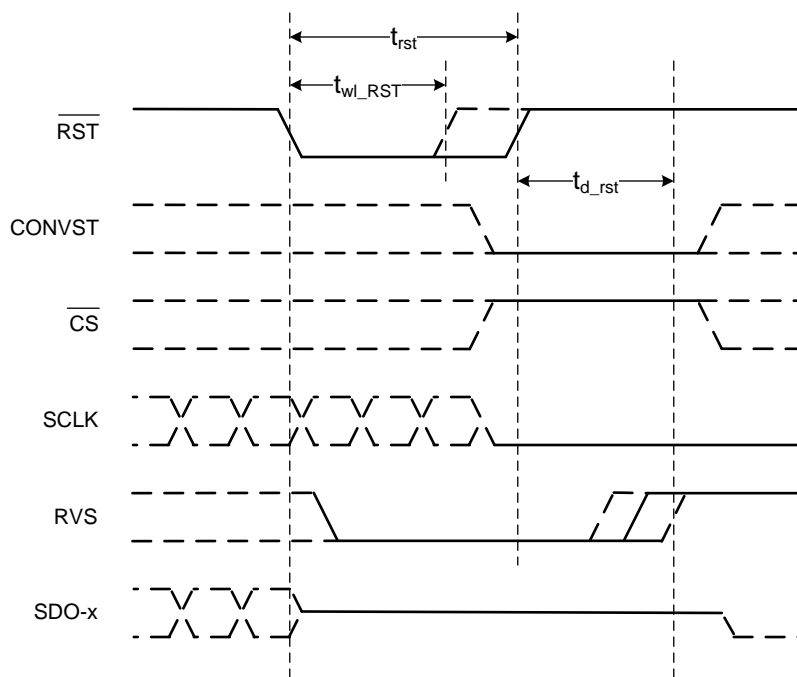 t_rst
t_wl_RST
RST
t_d_rst
CONVST
CS
SCLK
RVS
SDO-x